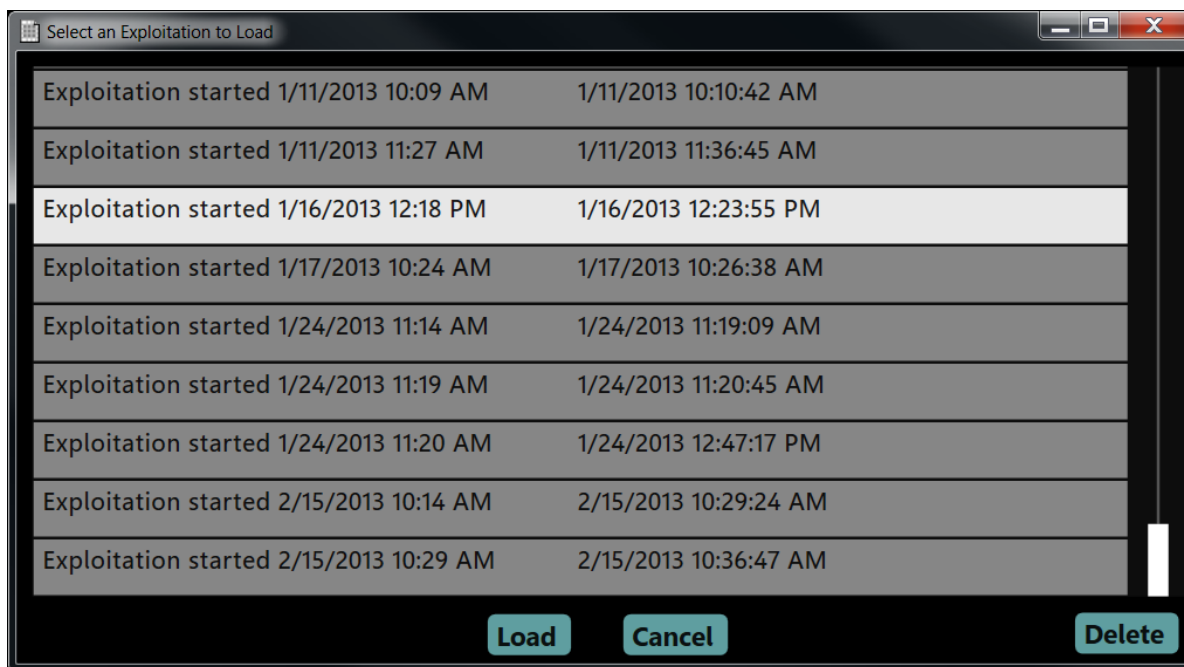 Select an Exploitation to Load
Exploitation started 1/11/2013 10:09 AM 1/11/2013 10:10:42 AM
Exploitation started 1/11/2013 11:27 AM 1/11/2013 11:36:45 AM
Exploitation started 1/16/2013 12:18 PM 1/16/2013 12:23:55 PM
Exploitation started 1/17/2013 10:24 AM 1/17/2013 10:26:38 AM
Exploitation started 1/24/2013 11:14 AM 1/24/2013 11:19:09 AM
Exploitation started 1/24/2013 11:19 AM 1/24/2013 11:20:45 AM
Exploitation started 1/24/2013 11:20 AM 1/24/2013 12:47:17 PM
Exploitation started 2/15/2013 10:14 AM 2/15/2013 10:29:24 AM
Exploitation started 2/15/2013 10:29 AM 2/15/2013 10:36:47 AM
Load Cancel Delete